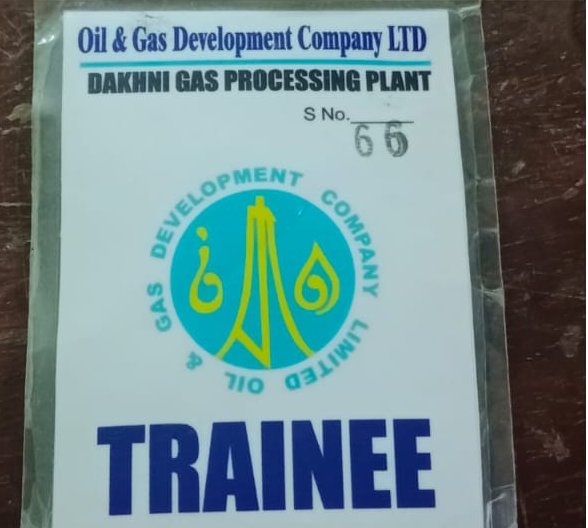 Oil & Gas Development Company LTD
DAKHNI GAS PROCESSING PLANT
S No.
66
OIL & GAS DEVELOPMENT COMPANY LIMITED
TRAINEE